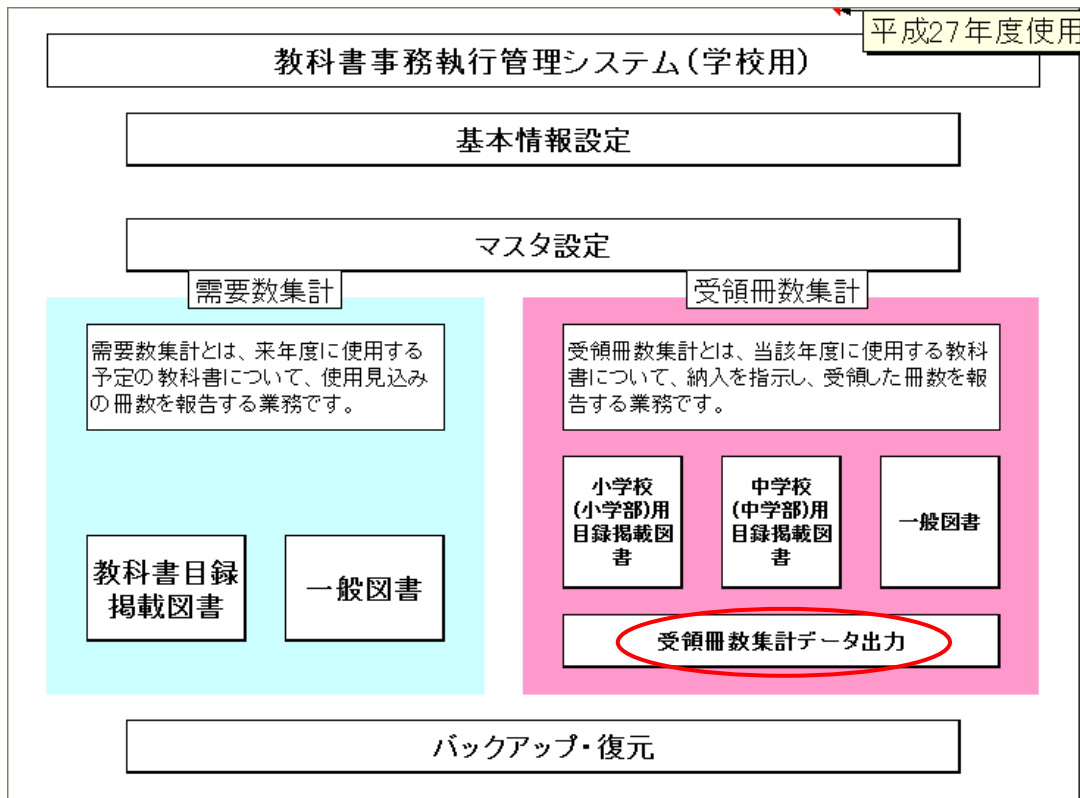 平成27年度使用
教科書事務執行管理システム(学校用)
基本情報設定
マスタ設定
需要数集計
需要数集計とは、来年度に使用する
予定の教科書について、使用見込み
の冊数を報告する業務です。
教科書目録
掲載図書
一般図書
受領冊数集計
受領冊数集計とは、当該年度に使用する教科
書について、納入を指示し、受領した冊数を報
告する業務です。
小学校
(小学部)用
目録掲載図
書
中学校
(中学部)用
目録掲載図
書
一般図書
受領冊数集計データ出力
バックアップ・復元